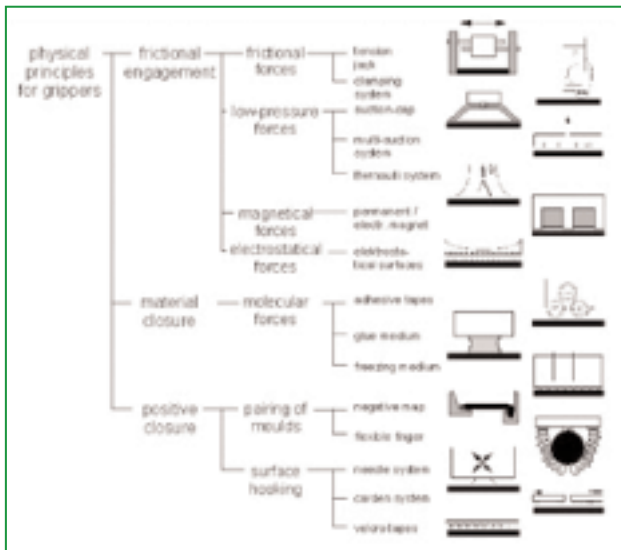 physical
principles
for grippers
frictional
engagement
frictional
forces
tension
jack
clamping
system
low-pressure
forces
suction-cap
multi-suction
system
system
magnetical
forces
permanent /
electr. magnet
electrostatical
forces
tical surfaces
material
closure
molecular
forces
adhesive tapes
glue medium
freezing medium
positive
closure
pairing of
moulds
negative map
flexible finger
surface
hooking
needle system
carden system
velcro tapes